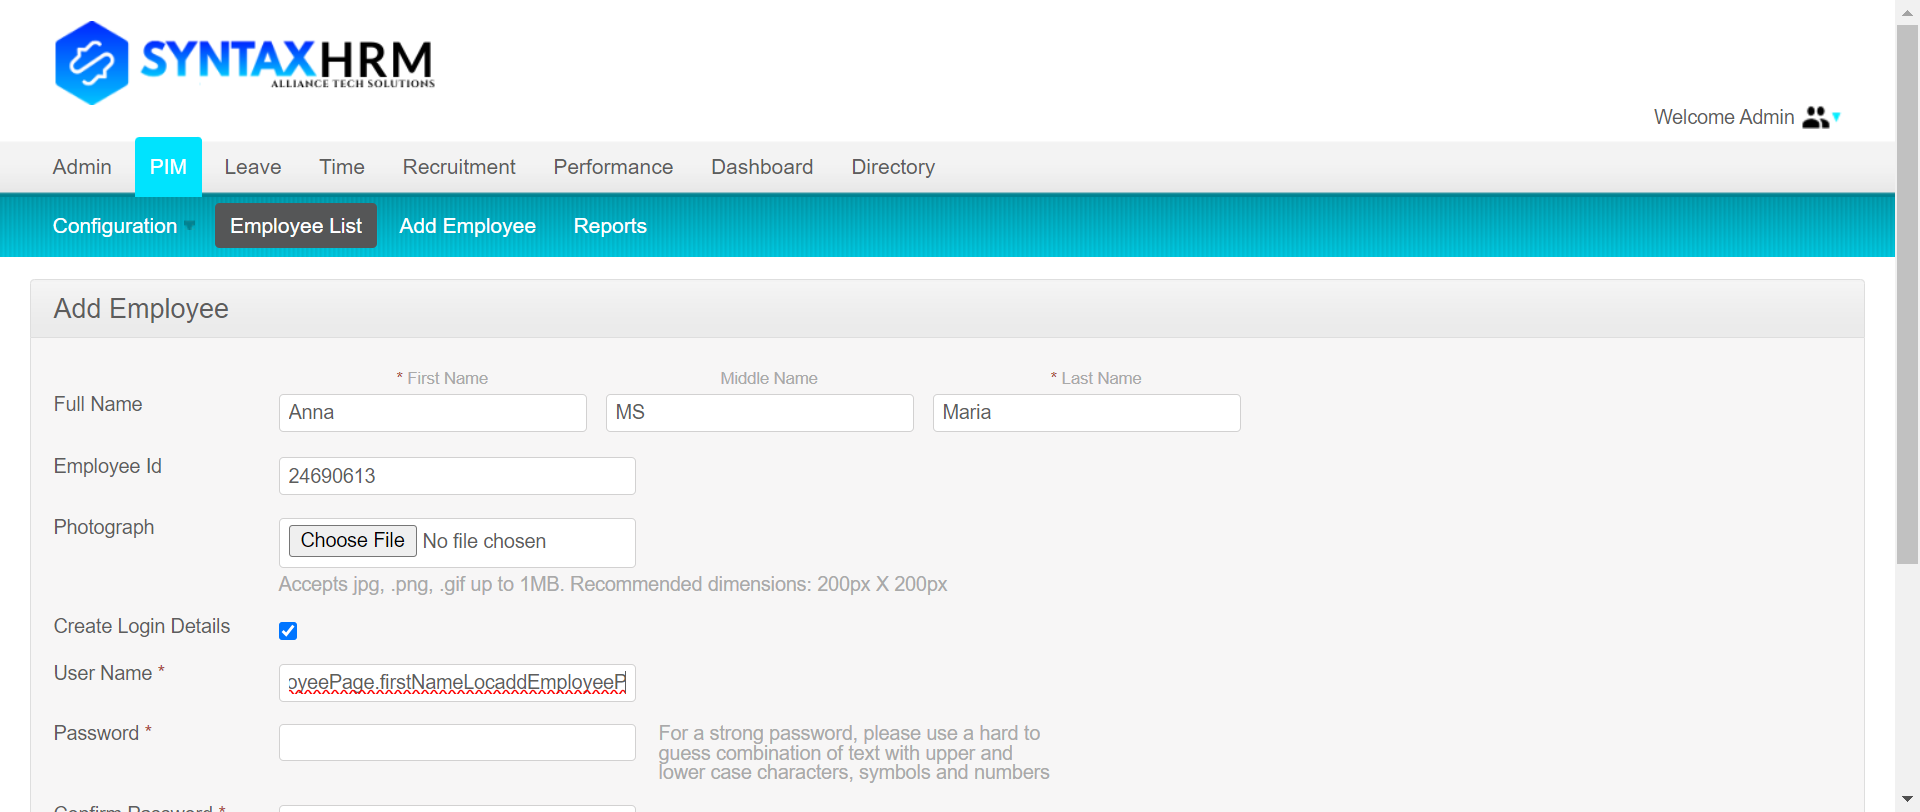 SYNTAXHRM
ALLIANCE TECH SOLUTIONS
Welcome Admin
Admin PIM Leave Time Recruitment Performance Dashboard Directory
Configuration Employee List Add Employee Reports
Add Employee
* First Name Middle Name * Last Name
Full Name Anna MS Maria
Employee Id 24690613
Photograph Choose File No file chosen
Accepts jpg, .png, .gif up to 1MB. Recommended dimensions: 200px X 200px
Create Login Details
User Name * oyeePage.firstNameLocaddEmployeeP
Password * For a strong password, please use a hard to
guess combination of text with upper and
lower case characters, symbols and numbers
Confirm Password *